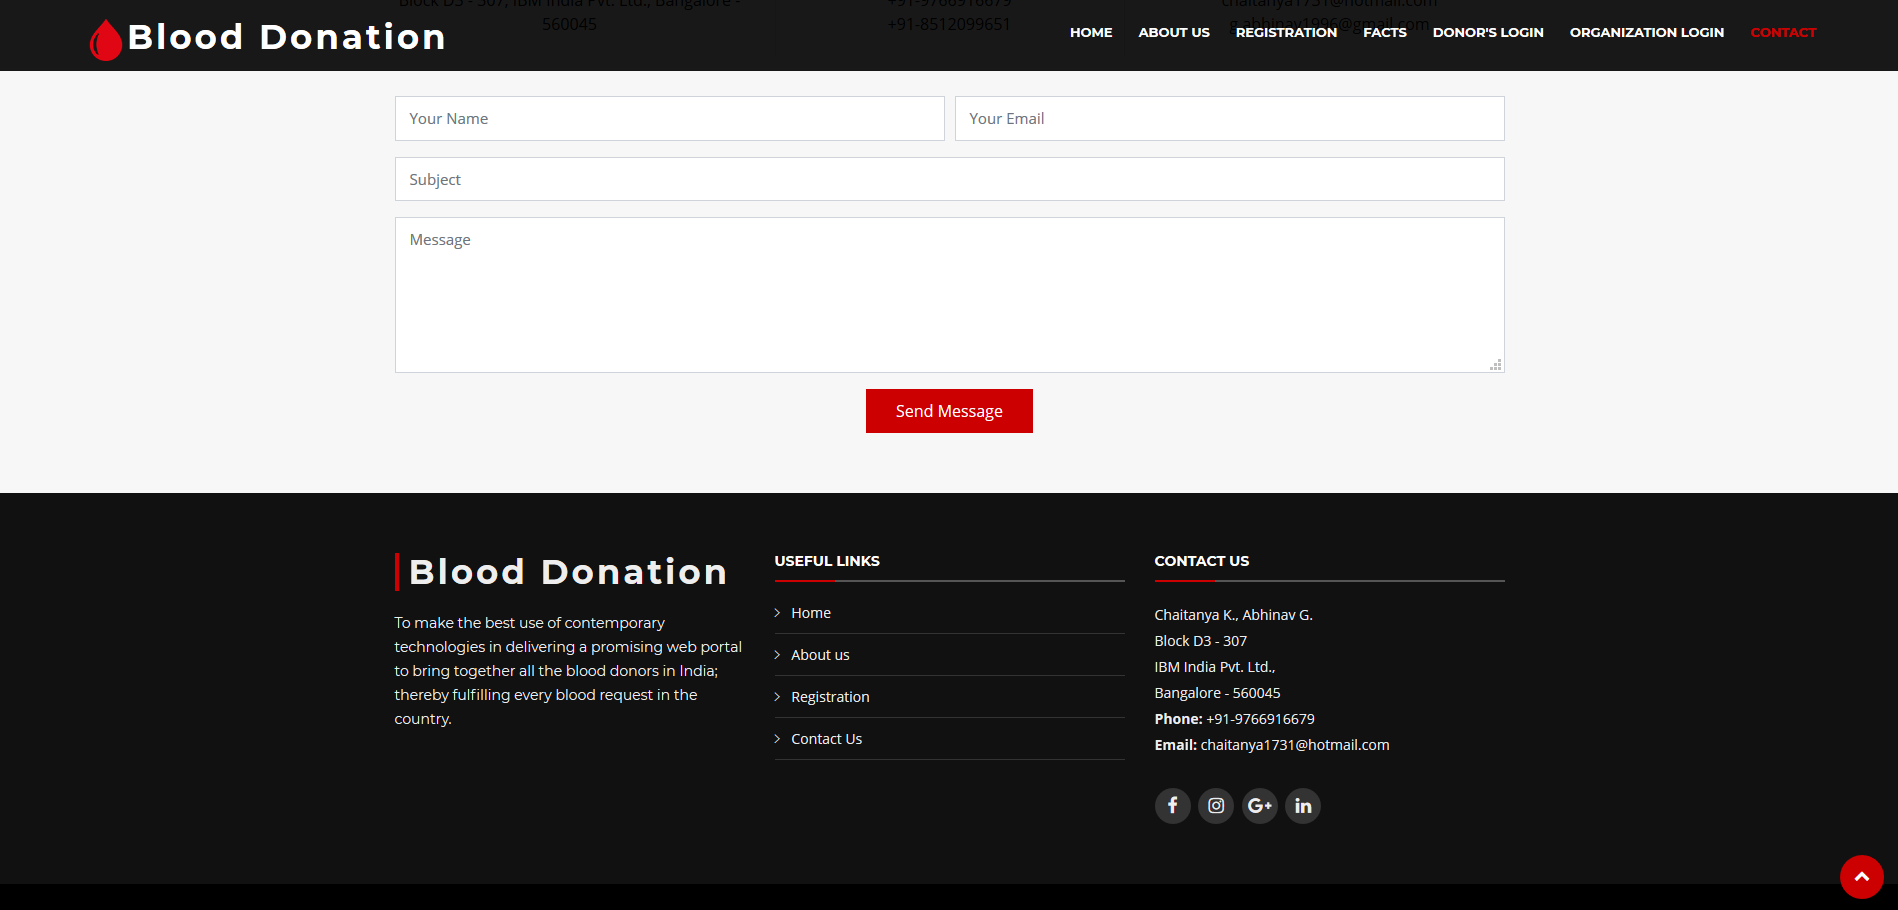 Block D3 - 307, IBM India Pvt. Ltd., Bangalore -
560045
+91-9766916679
+91-8512099651
chaitanya1731@hotmail.com
g.abhinav1996@gmail.com
Blood Donation
HOME ABOUT US REGISTRATION FACTS DONOR'S LOGIN ORGANIZATION LOGIN CONTACT
Your Name
Your Email
Subject
Message
Send Message
Blood Donation
To make the best use of contemporary
technologies in delivering a promising web portal
to bring together all the blood donors in India;
thereby fulfilling every blood request in the
country.
USEFUL LINKS
Home
About us
Registration
Contact Us
CONTACT US
Chaitanya K., Abhinav G.
Block D3 - 307
IBM India Pvt. Ltd.,
Bangalore - 560045
Phone: +91-9766916679
Email: chaitanya1731@hotmail.com